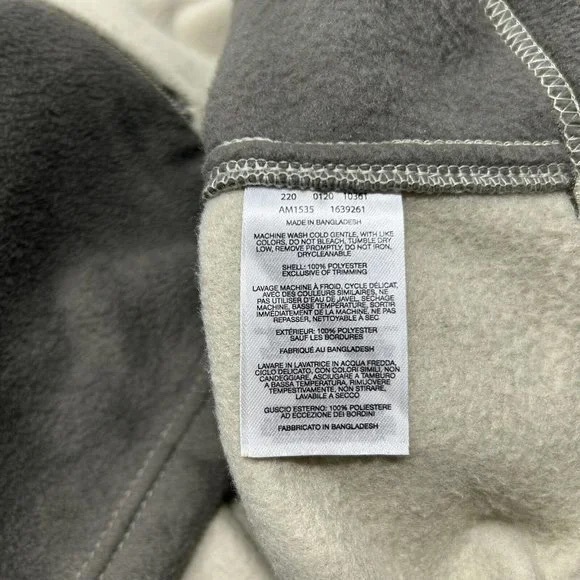 220 0120 10361
AM1535 1639261
MADE IN BANGLADESH
MACHINE WASH COLD GENTLE, WITH LIKE
COLORS, DO NOT BLEACH, TUMBLE DRY
LOW, REMOVE PROMPTLY, DO NOT IRON,
DRYCLEANABLE
SHELL: 100% POLYESTER
EXCLUSIVE OF TRIMMING
LAVAGE MACHINE À FROID, CYCLE DÉLICAT,
AVEC DES COULEURS SIMILAIRES, NE
PAS UTILISER D'EAU DE JAVEL, SÉCHAGE
MACHINE, BASSE TEMPÉRATURE, SORTIR
IMMÉDIATEMENT DE LA MACHINE, NE PAS
REPASSER, NETTOYABLE À SEC
EXTÉRIEUR: 100% POLYESTER
SAUF LES BORDURES
FABRIQUÉ AU BANGLADESH
LAVARE IN LAVATRICE IN ACQUA FREDDA,
CICLO DELICATO, CON COLORI SIMILI, NON
CANDEGGIARE, ASCIUGARE A TAMBURO
A BASSA TEMPERATURA, RIMUOVERE
TEMPESTIVAMENTE, NON STIRARE,
LAVABILE A SECCO
GUSCIO ESTERNO: 100% POLIESTERE
AD ECCEZIONE DEI BORDINI
FABBRICATO IN BANGLADESH